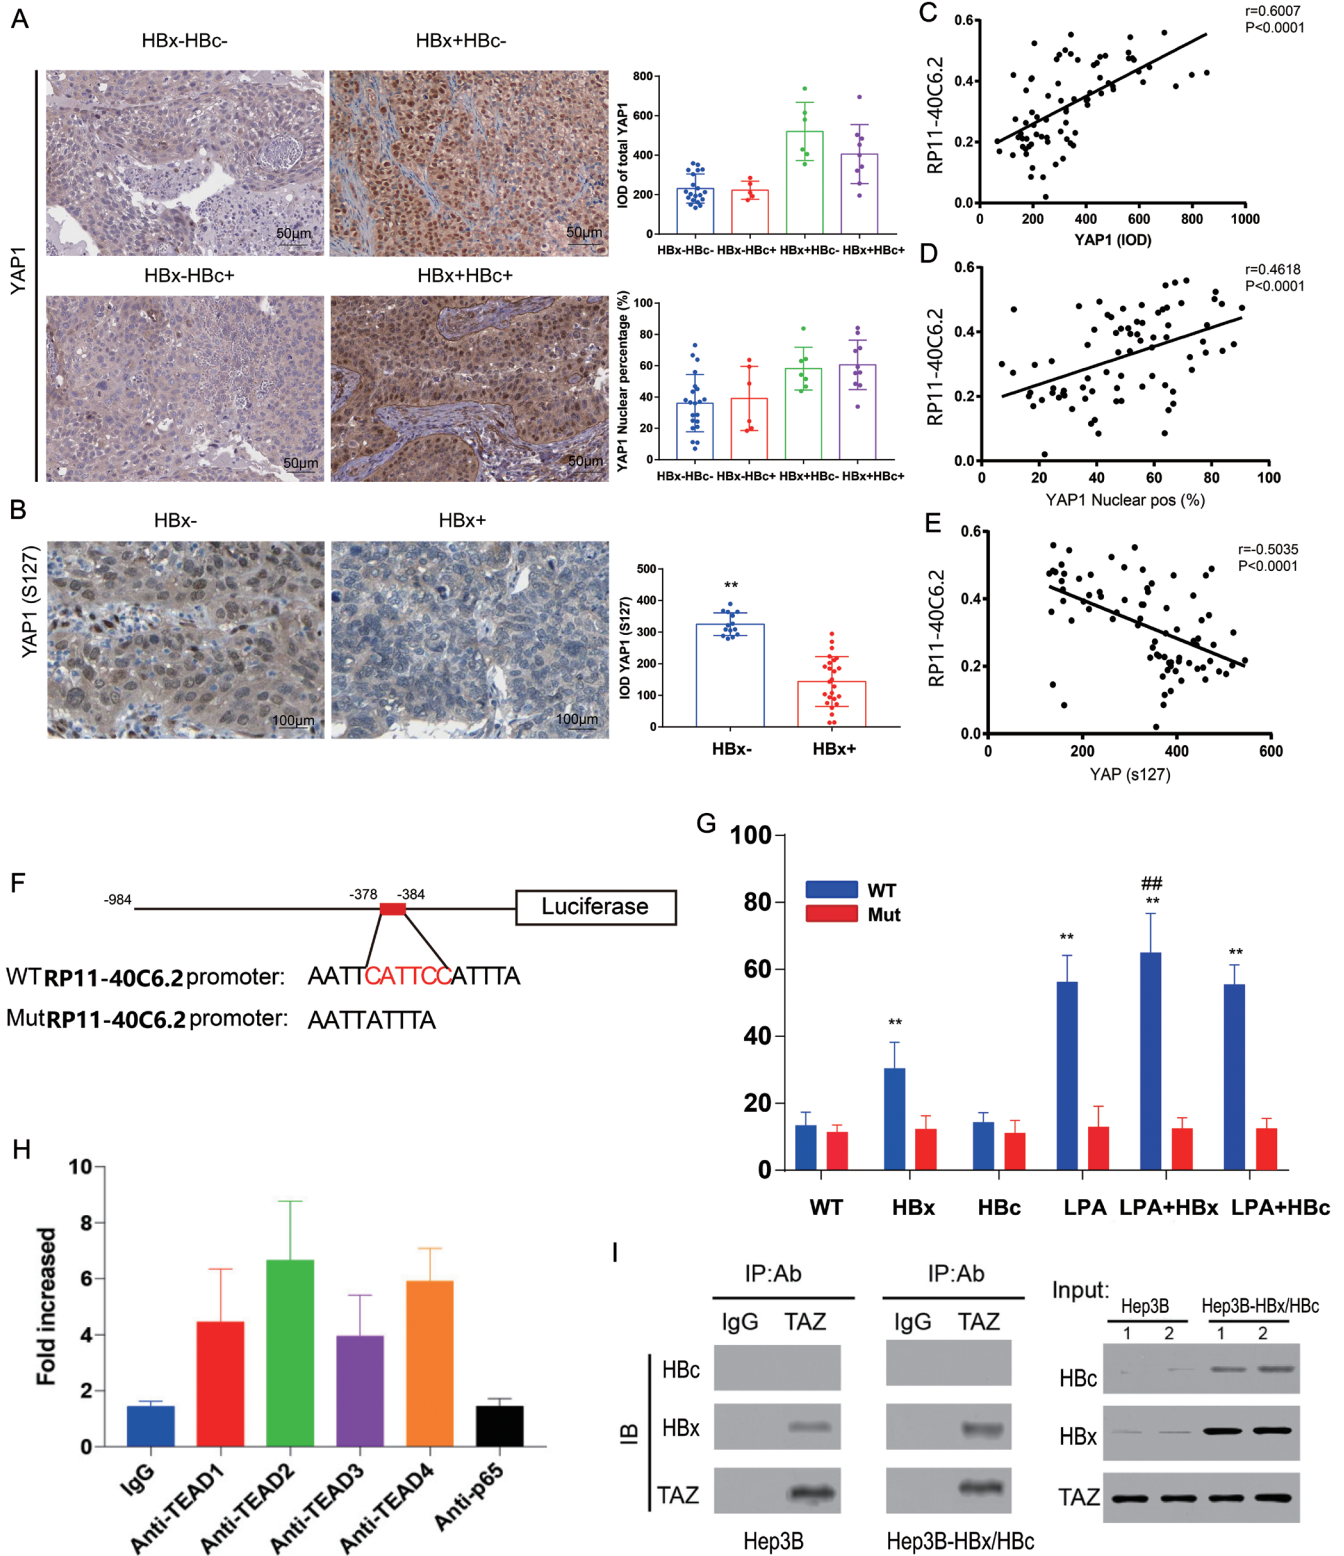 A
HBx-HBc-
HBx+HBc-
YAP1
50μm
50μm
HBx-HBc+
HBx+HBc+
50μm
50μm
IOD of total YAP1
800
600
400
200
0
HBx-HBc- HBx-HBc+ HBx+HBc- HBx+HBc+
YAP1 Nuclear percentage (%)
100
80
60
40
20
0
HBx-HBc- HBx-HBc+ HBx+HBc- HBx+HBc+
B
HBx-
HBx+
YAP1 (S127)
100μm
100μm
IOD YAP1 (S127)
500
400
300
200
100
0
**
HBx- HBx+
C
r=0.6007
P<0.0001
RP11-40C6.2
0.6
0.4
0.2
0.0
0 200 400 600 800 1000
YAP1 (IOD)
D
r=0.4618
P<0.0001
RP11-40C6.2
0.6
0.4
0.2
0.0
0 20 40 60 80 100
YAP1 Nuclear pos (%)
E
r=-0.5035
P<0.0001
RP11-40C6.2
0.6
0.4
0.2
0.0
0 200 400 600
YAP (s127)
F
-984 -378 -384
Luciferase
WT RP11-40C6.2 promoter: AATTCATTCCATTTA
Mut RP11-40C6.2 promoter: AATTATTTA
G
100
80
60
40
20
0
WT
Mut
**
**
##
**
**
WT HBx HBc LPA LPA+HBx LPA+HBc
H
Fold increased
10
8
6
4
2
0
IgG Anti-TEAD1 Anti-TEAD2 Anti-TEAD3 Anti-TEAD4 Anti-p65
I
IP:Ab IP:Ab
IgG TAZ IgG TAZ
IB
HBc
HBx
TAZ
Hep3B Hep3B-HBx/HBc
Input:
Hep3B Hep3B-HBx/HBc
1 2 1 2
HBc
HBx
TAZ